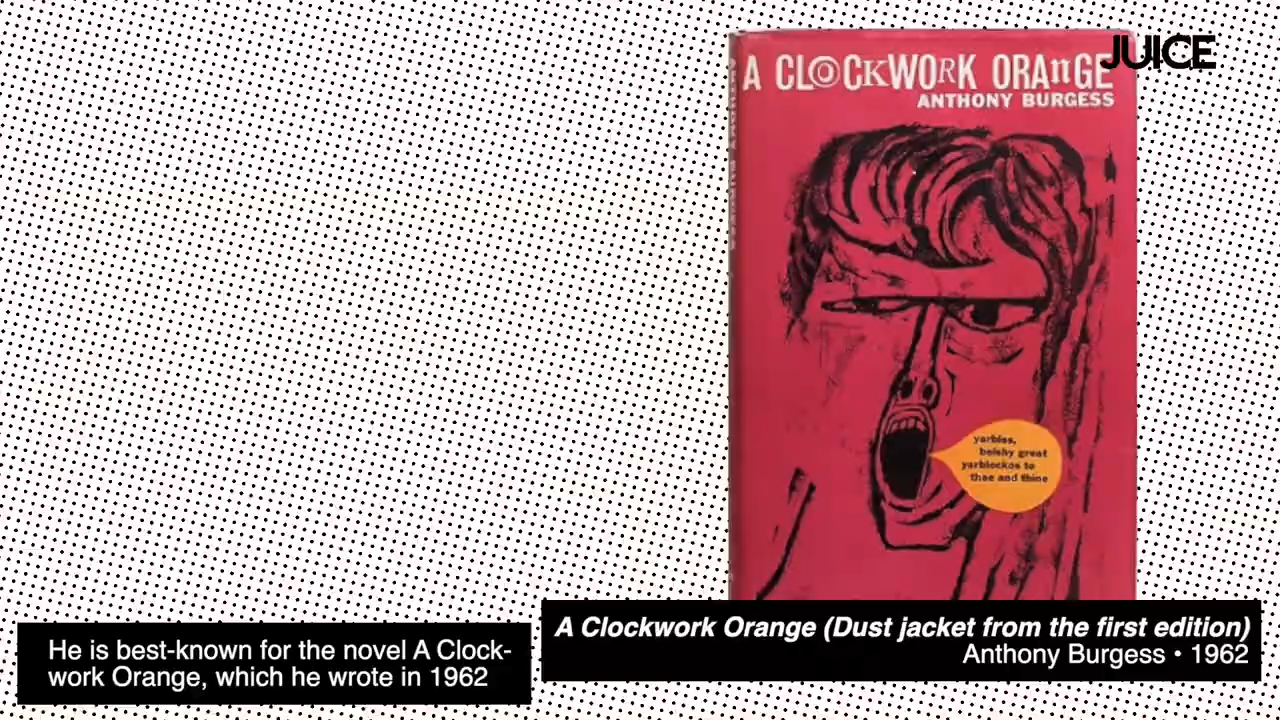 JUICE
A CLOCKWORK ORANGE
ANTHONY BURGESS
ANTHONY BURGESS
yarbles,
bolshy great
yarblockos to
thee and thine
A Clockwork Orange (Dust jacket from the first edition)
Anthony Burgess • 1962
He is best-known for the novel A Clock-
work Orange, which he wrote in 1962